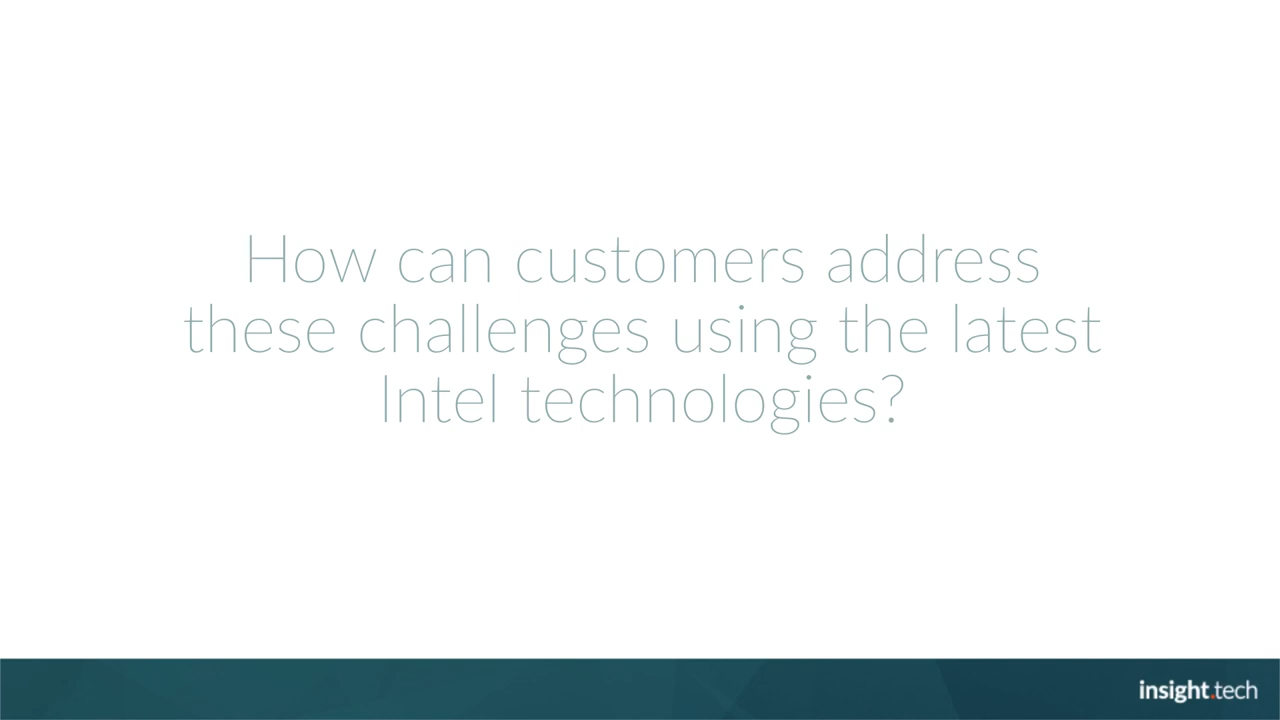 How can customers address
these challenges using the latest
Intel technologies?
insight.tech